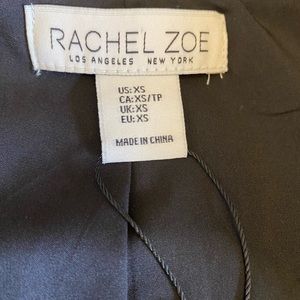 RACHEL ZOE
LOS ANGELES NEW YORK
US: XS
CA: XS/TP
UK: XS
EU: XS
MADE IN CHINA